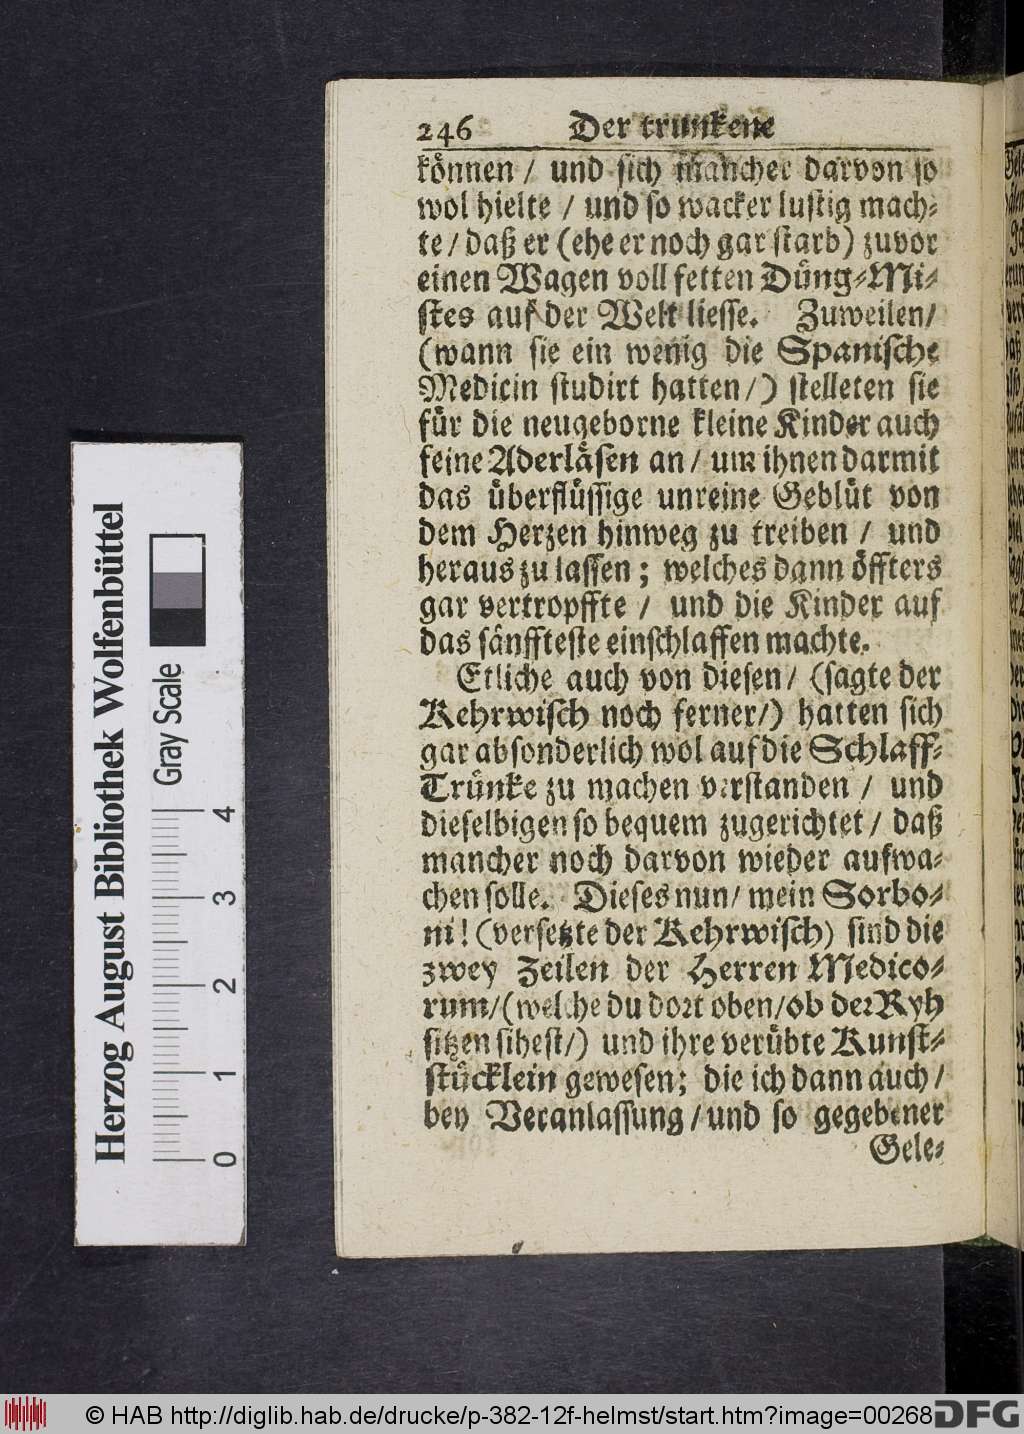 246 Der trunkene
können / und sich mancher darvon so
wol hielte / und so wacker lustig mach-
te / daß er (ehe er noch gar starb) zuvor
einen Wagen voll fetten Düng-Mi-
stes auf der Welt liesse. Zuweilen /
(wann sie ein wenig die Spanische
Medicin studirt hatten /) stelleten sie
für die neugeborne kleine Kinder auch
feine Aderläsen an / um ihnen darmit
das überflüssige unreine Geblüt von
dem Herzen hinweg zu treiben / und
heraus zu lassen ; welches dann öffters
gar vertropffte / und die Kinder auf
das sänffteste einschlaffen machte.
Etliche auch von diesen / (sagte der
Kehrwisch noch ferner /) hatten sich
gar absonderlich wol auf die Schlaff-
Trünke zu machen verstanden / und
dieselbigen so bequem zugerichtet / daß
mancher noch darvon wieder aufwa-
chen solle. Dieses nun / mein Sorbo-
ni ! (versetzte der Kehrwisch) sind die
zwey Zeilen der Herren Medico-
rum / (welche du dort oben / ob der Ryh
sitzen sihest /) und ihre verübte Kunst-
stücklein gewesen ; die ich dann auch /
bey Veranlassung / und so gegebener
Gele-
Herzog August Bibliothek Wolfenbüttel
Gray Scale
0 1 2 3 4
© HAB http://diglib.hab.de/drucke/p-382-12f-helmst/start.htm?image=00268
DFG